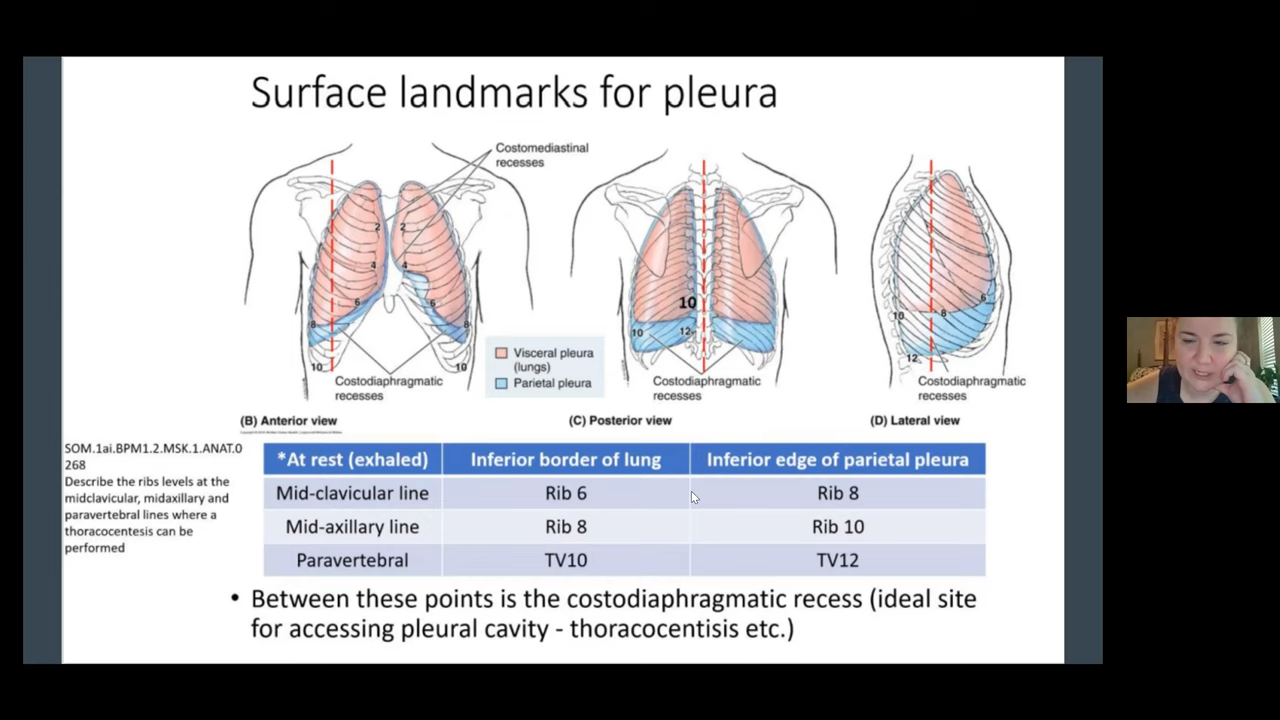 Surface landmarks for pleura
Costomediastinal
recesses
2
2
4
4
6
6
8
8
10
10
Costodiaphragmatic
recesses
(B) Anterior view
Visceral pleura
(lungs)
Parietal pleura
10
10
12
Costodiaphragmatic
recesses
(C) Posterior view
6
8
10
12
Costodiaphragmatic
recesses
(D) Lateral view
SOM.1ai.BPM1.2.MSK.1.ANAT.0
268
Describe the ribs levels at the
midclavicular, midaxillary and
paravertebral lines where a
thoracocentesis can be
performed
*At rest (exhaled) Inferior border of lung Inferior edge of parietal pleura
Mid-clavicular line Rib 6 Rib 8
Mid-axillary line Rib 8 Rib 10
Paravertebral TV10 TV12
• Between these points is the costodiaphragmatic recess (ideal site
for accessing pleural cavity - thoracocentisis etc.)